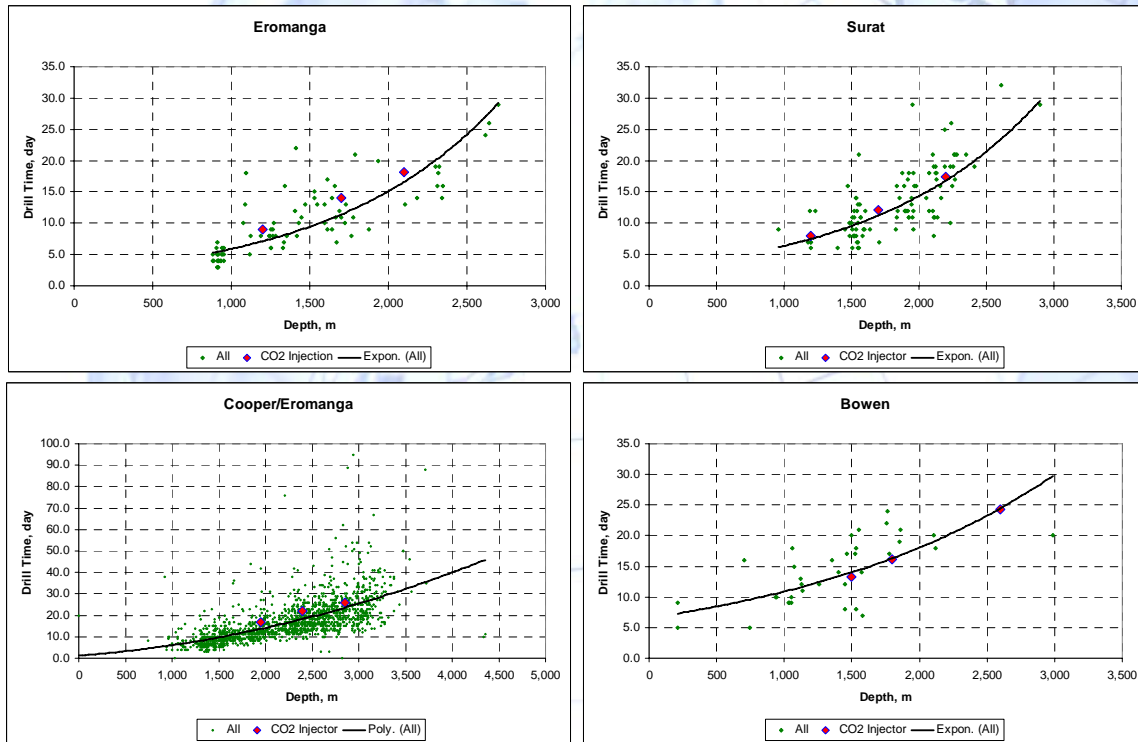 Eromanga
35.0
30.0
25.0
20.0
15.0
10.0
5.0
0.0
Drill Time, day
0 500 1,000 1,500 2,000 2,500 3,000
Depth, m
All CO2 Injection Expon. (All)
Surat
35.0
30.0
25.0
20.0
15.0
10.0
5.0
0.0
Drill Time, day
0 500 1,000 1,500 2,000 2,500 3,000 3,500
Depth, m
All CO2 Injector Expon. (All)
Cooper/Eromanga
100.0
90.0
80.0
70.0
60.0
50.0
40.0
30.0
20.0
10.0
0.0
Drill Time, day
0 500 1,000 1,500 2,000 2,500 3,000 3,500 4,000 4,500 5,000
Depth, m
All CO2 Injector Poly. (All)
Bowen
35.0
30.0
25.0
20.0
15.0
10.0
5.0
0.0
Drill Time, day
0 500 1,000 1,500 2,000 2,500 3,000 3,500
Depth, m
All CO2 Injector Expon. (All)